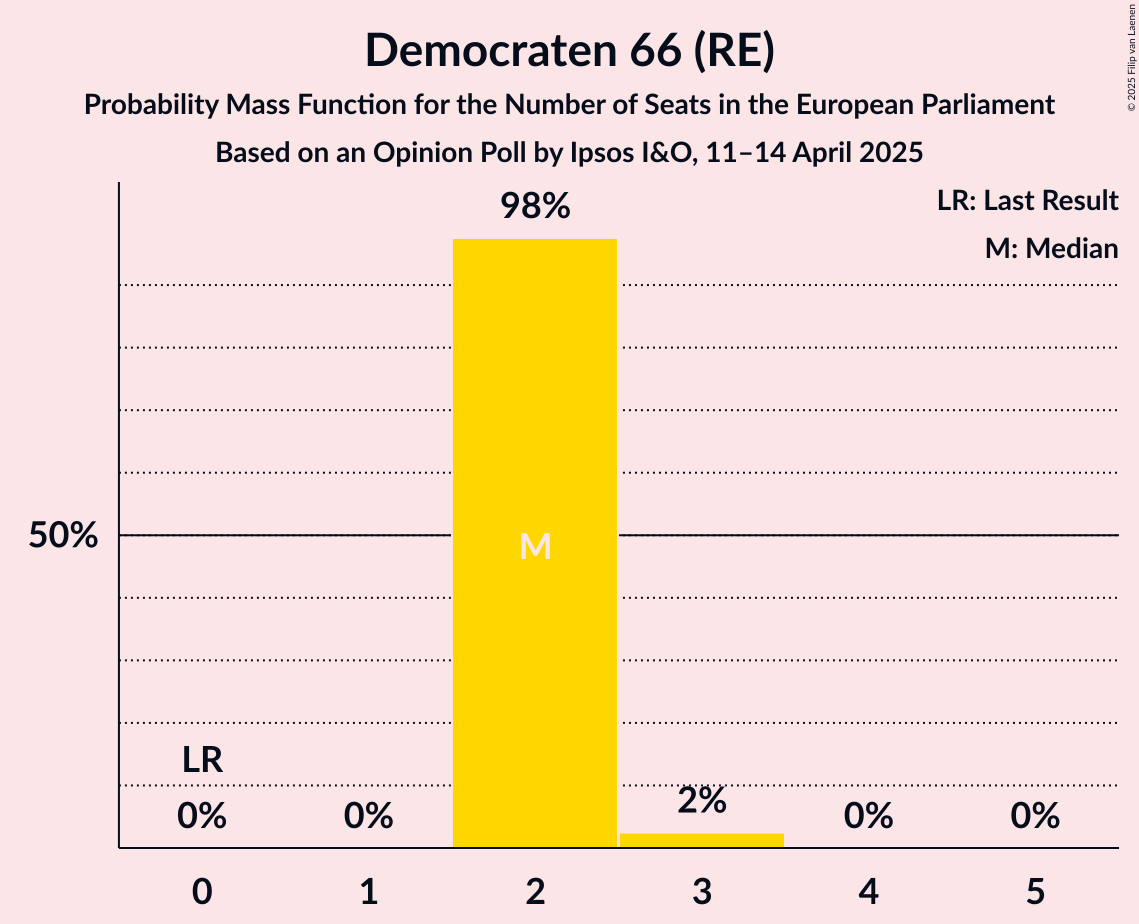 Democraten 66 (RE)
Probability Mass Function for the Number of Seats in the European Parliament
Based on an Opinion Poll by Ipsos I&O, 11–14 April 2025
© 2025 Filip van Laenen
LR: Last Result
M: Median
98%
50%
M
LR
0%
0%
2%
0%
0%
0
1
2
3
4
5